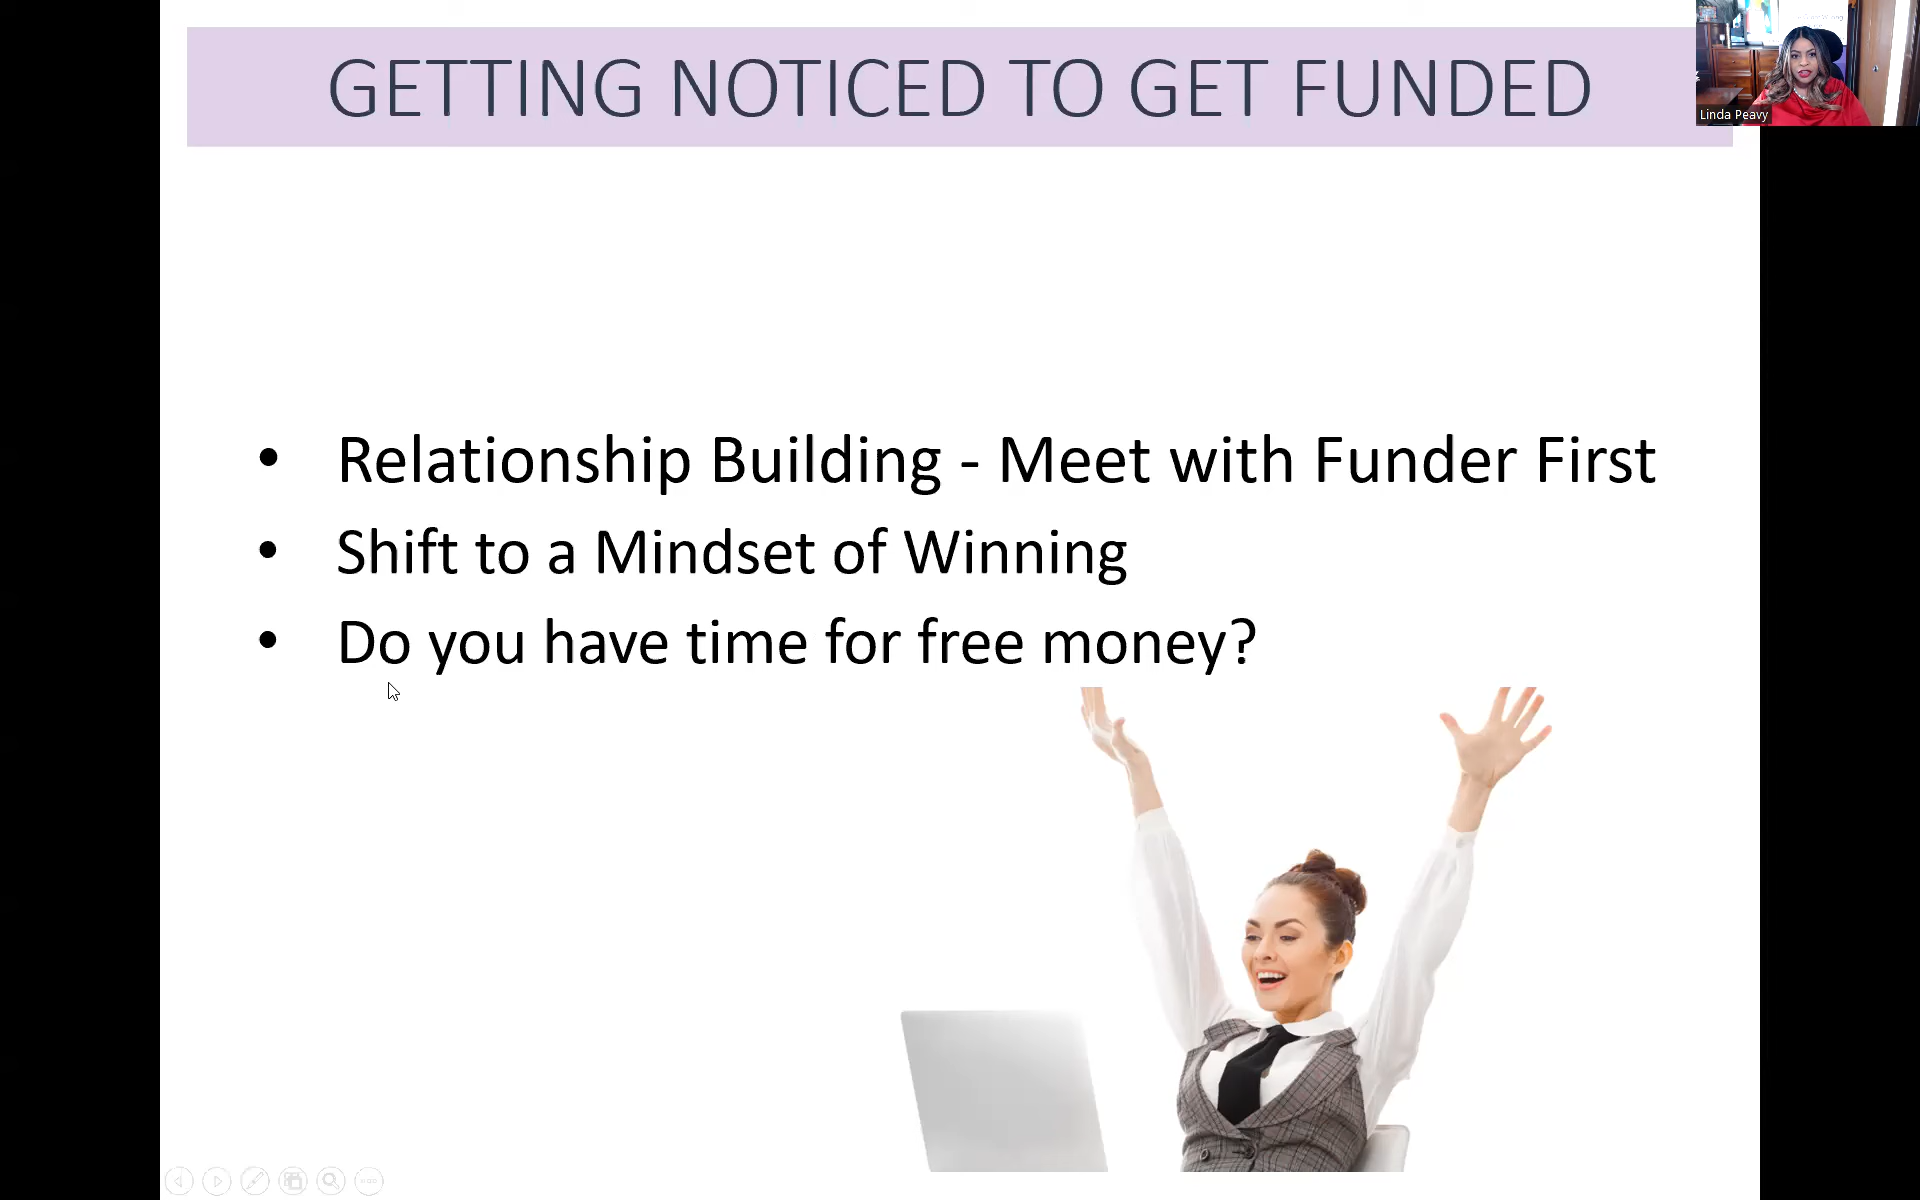 GETTING NOTICED TO GET FUNDED
Linda Peavy
• Relationship Building - Meet with Funder First
• Shift to a Mindset of Winning
• Do you have time for free money?